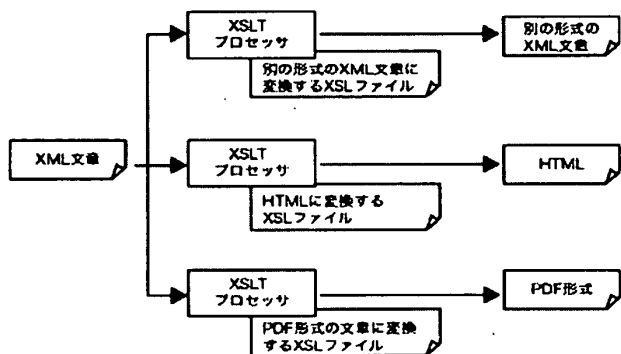 XSLT
プロセッサ
別の形式のXML文章に
変換するXSLファイル
別の形式の
XML文章
XML文章
XSLT
プロセッサ
HTMLに変換する
XSLファイル
HTML
XSLT
プロセッサ
PDF形式の文章に変換
するXSLファイル
PDF形式